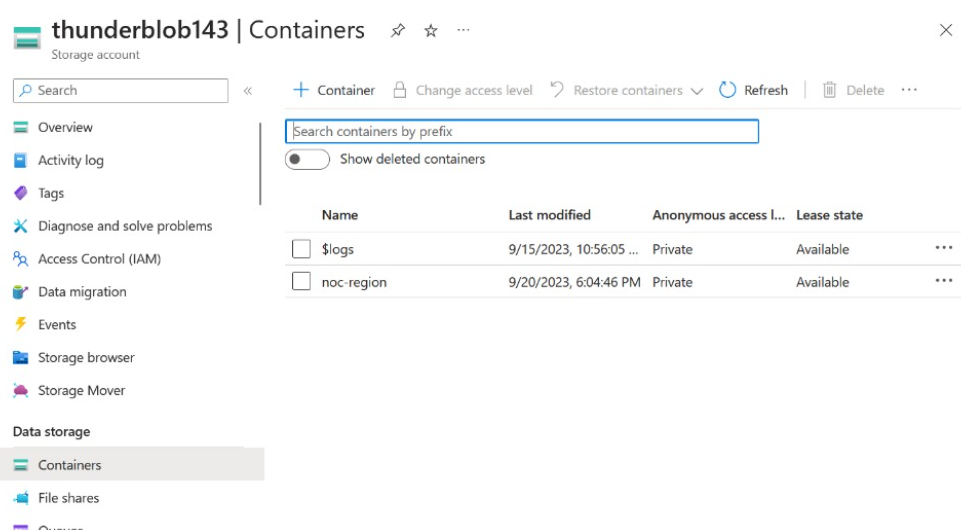 thunderblob143 | Containers
Storage account
Search
Overview
Activity log
Tags
Diagnose and solve problems
Access Control (IAM)
Data migration
Events
Storage browser
Storage Mover
Data storage
Containers
File shares
Container Change access level Restore containers Refresh Delete
Search containers by prefix
Show deleted containers
Name Last modified Anonymous access l... Lease state
$logs 9/15/2023, 10:56:05 ... Private Available
noc-region 9/20/2023, 6:04:46 PM Private Available